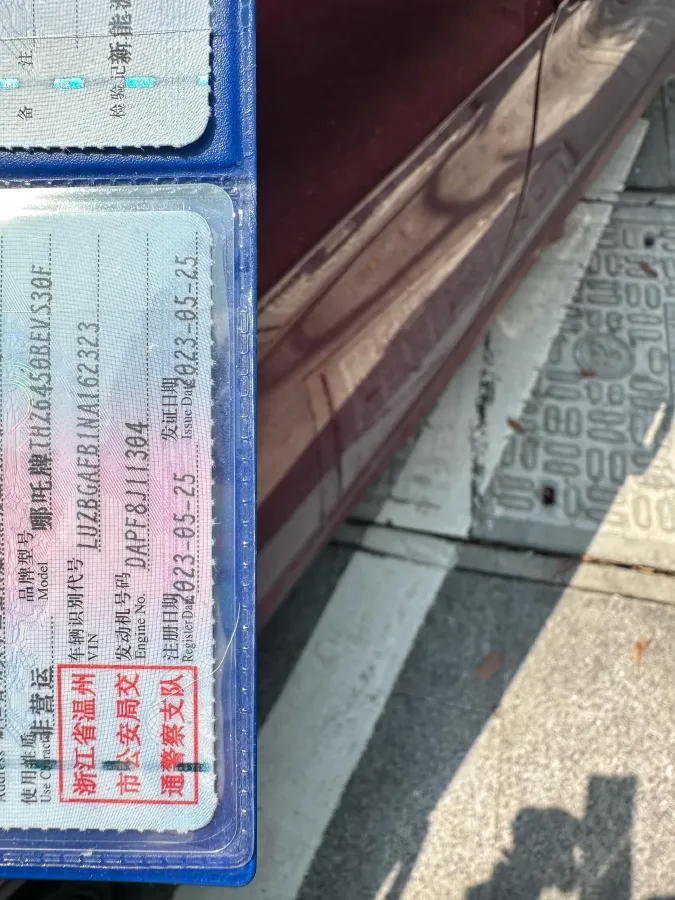 备 注
检验记
新能
使用性质 非营运 品牌型号 哪吒牌THZ6450BEVS30F
Use Character Model
车辆识别代号 LUZBGAFB1NA162323
VIN
发动机号码 DAPF8J111304
Engine No.
注册日期 2023-05-25 发证日期 2023-05-25
Register Date Issue Date
浙江省温州
市公安局交
通警察支队